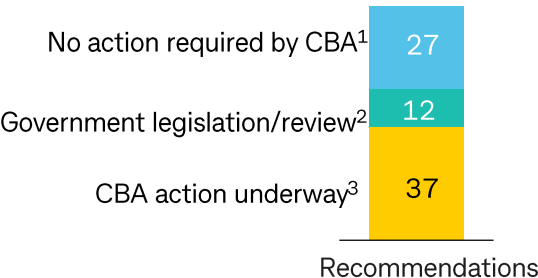 No action required by CBA¹ 27
Government legislation/review² 12
CBA action underway³ 37
Recommendations